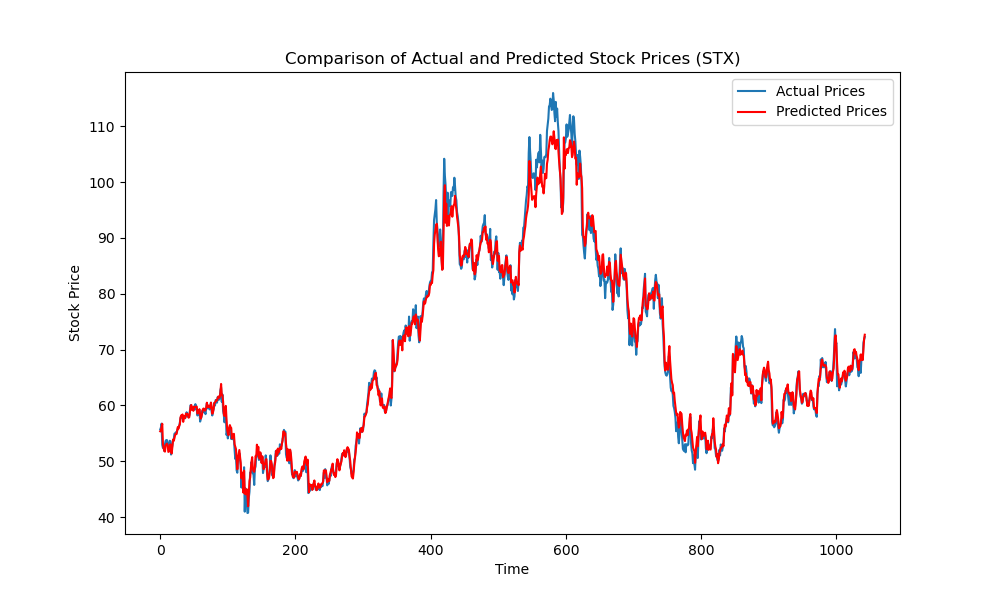 Comparison of Actual and Predicted Stock Prices (STX)
Actual Prices
Predicted Prices
Stock Price
110
100
90
80
70
60
50
40
0 200 400 600 800 1000
Time